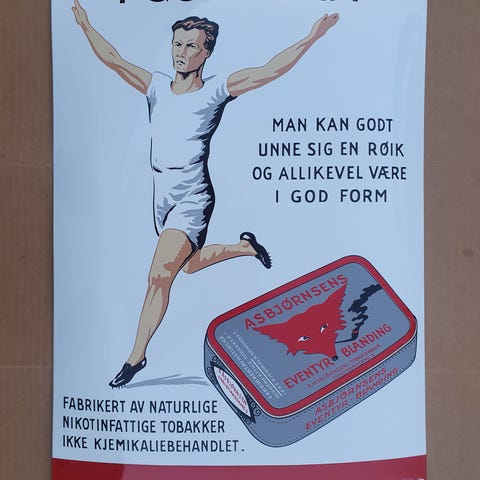 MAN KAN GODT
UNNE SIG EN RØIK
OG ALLIKEVEL VÆRE
I GOD FORM
ASBJØRNSENS
EVENTYR BLANDING
ASBJØRNSENS
EVENTYR BLANDING
FABRIKERT AV NATURLIGE
NIKOTINFATTIGE TOBAKKER
IKKE KJEMIKALIEBEHANDLET.